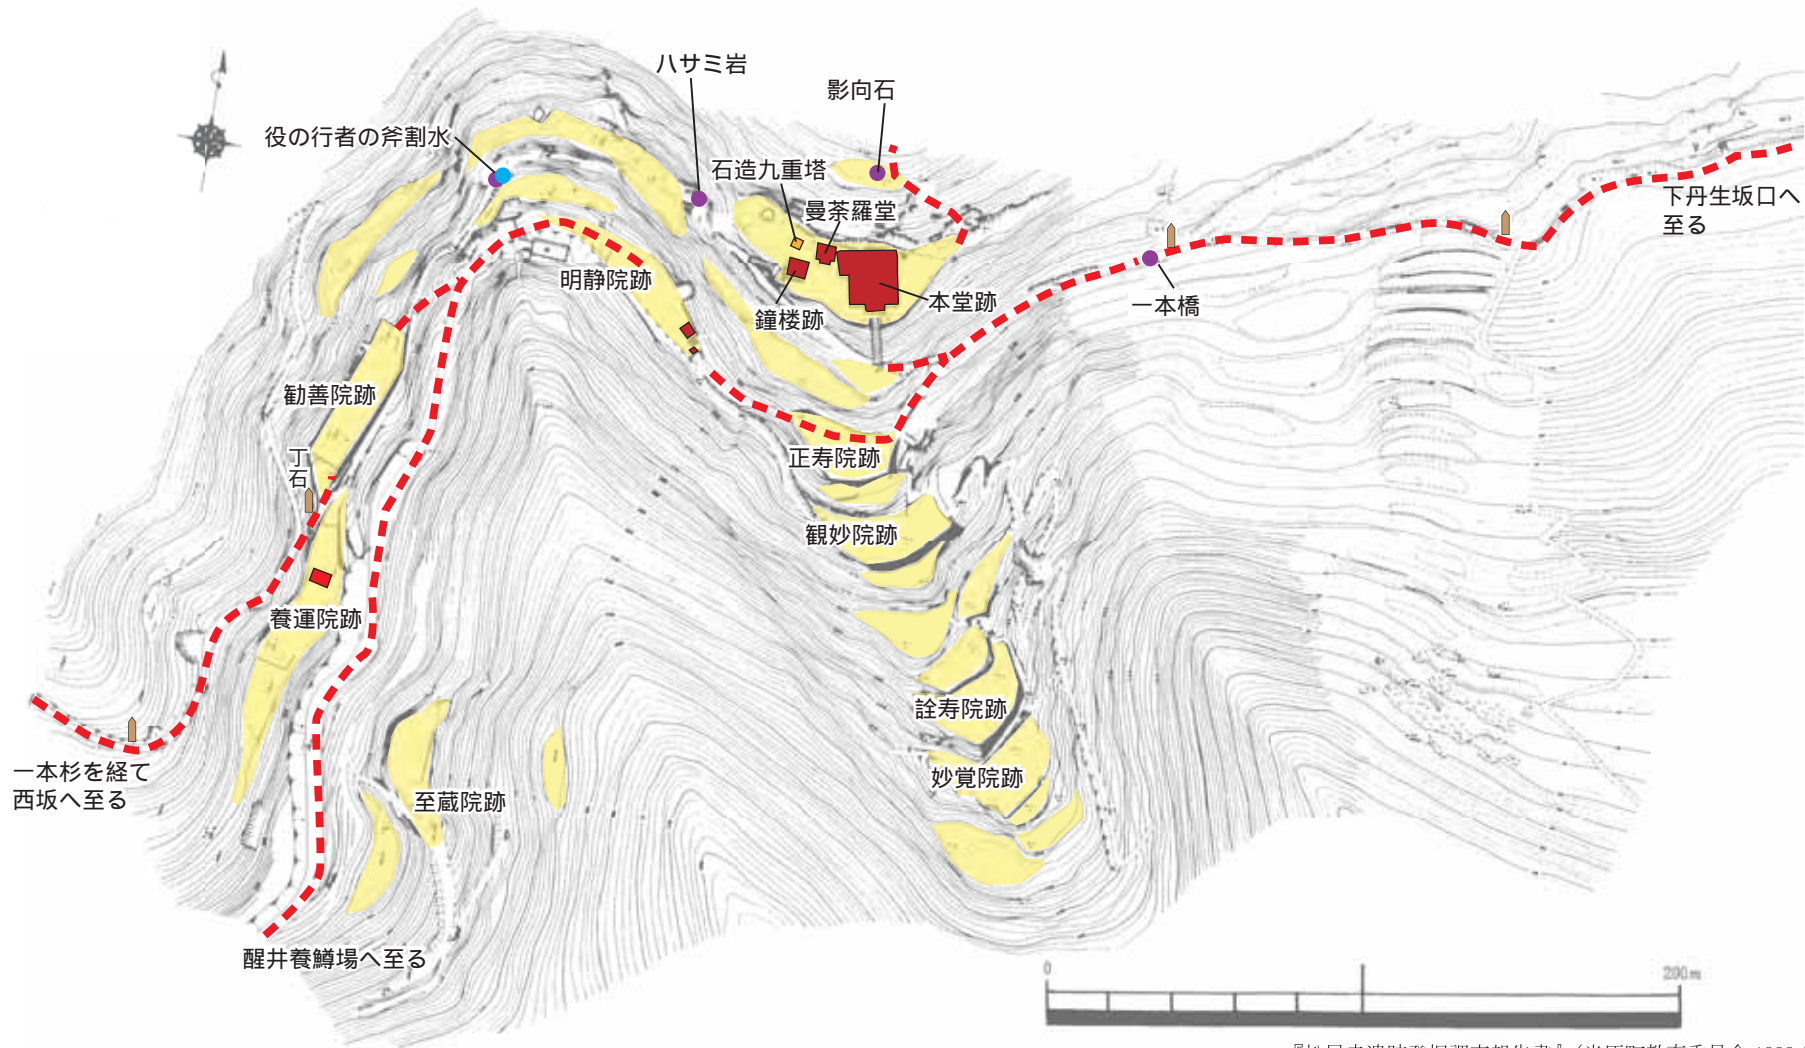 ハサミ岩
影向石
役の行者の斧割水
石造九重塔
曼荼羅堂
下丹生坂口へ
至る
明静院跡
鐘楼跡
本堂跡
一本橋
勧善院跡
丁石
正寿院跡
観妙院跡
養運院跡
詮寿院跡
妙覚院跡
一本杉を経て
西坂へ至る
至蔵院跡
醒井養鱒場へ至る
0
200m